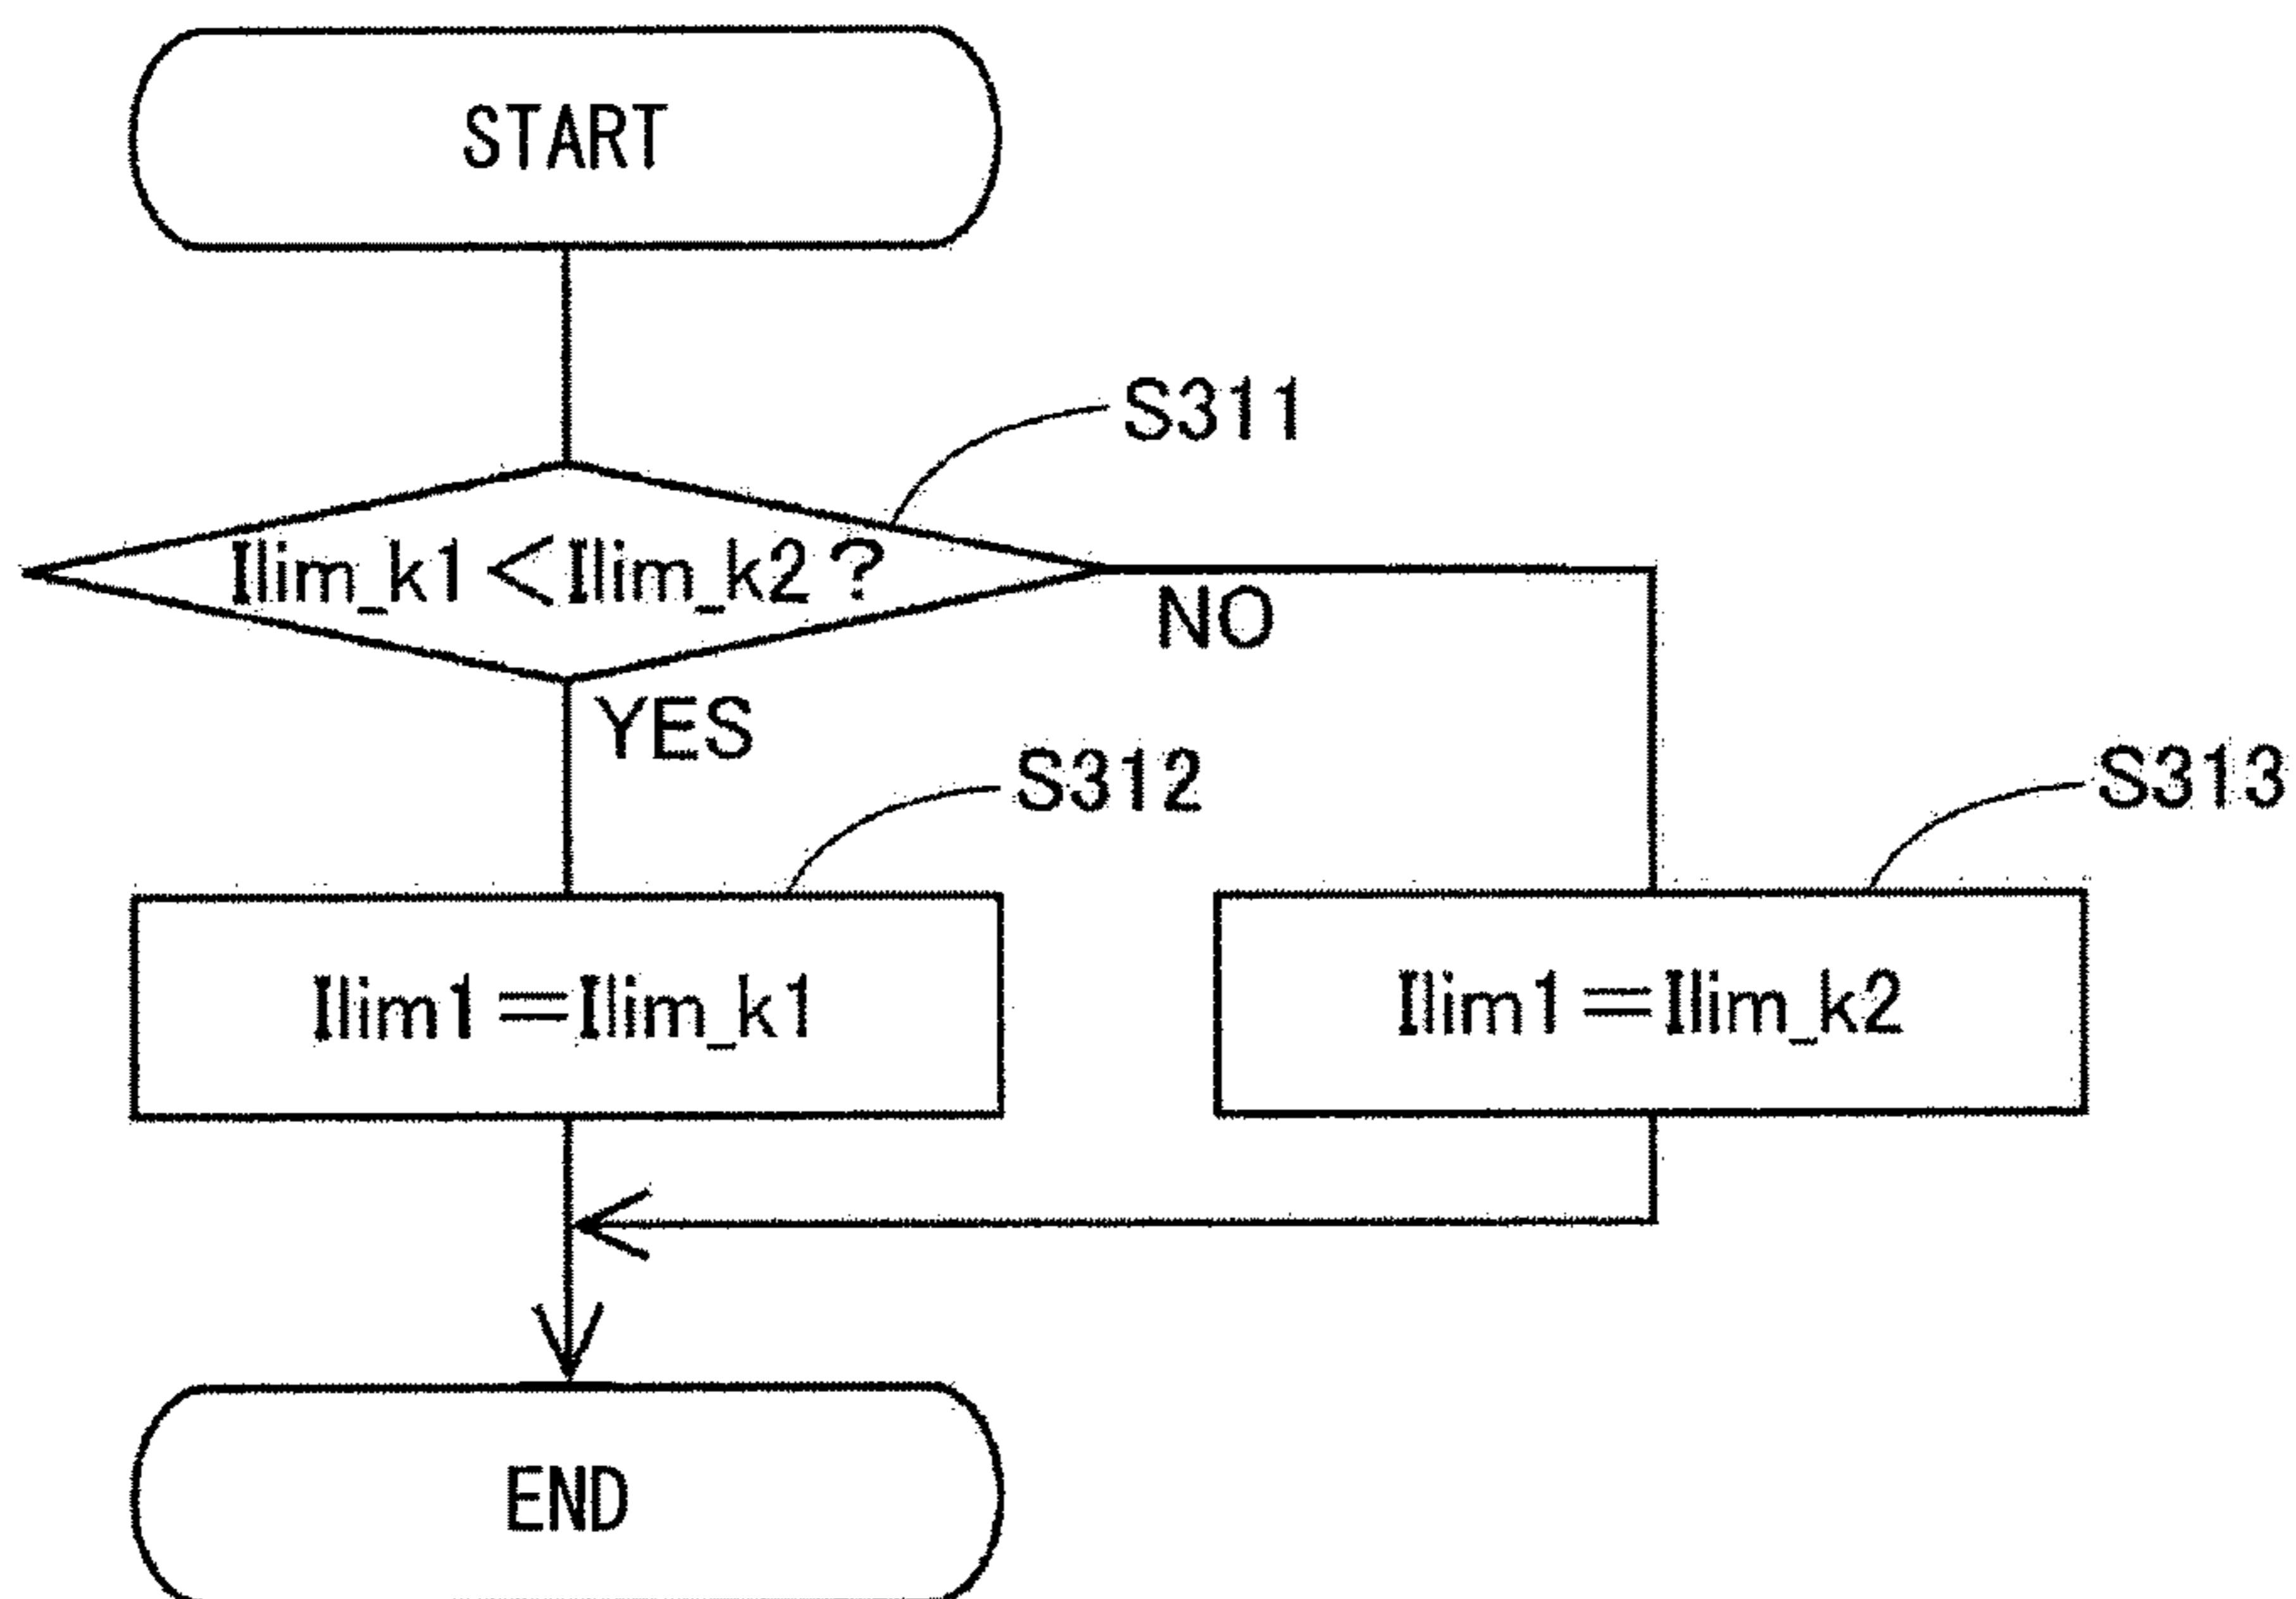 START
S311
Ilim_k1<Ilim_k2?
NO
YES
S312
S313
Ilim1=Ilim_k1
Ilim1=Ilim_k2
END